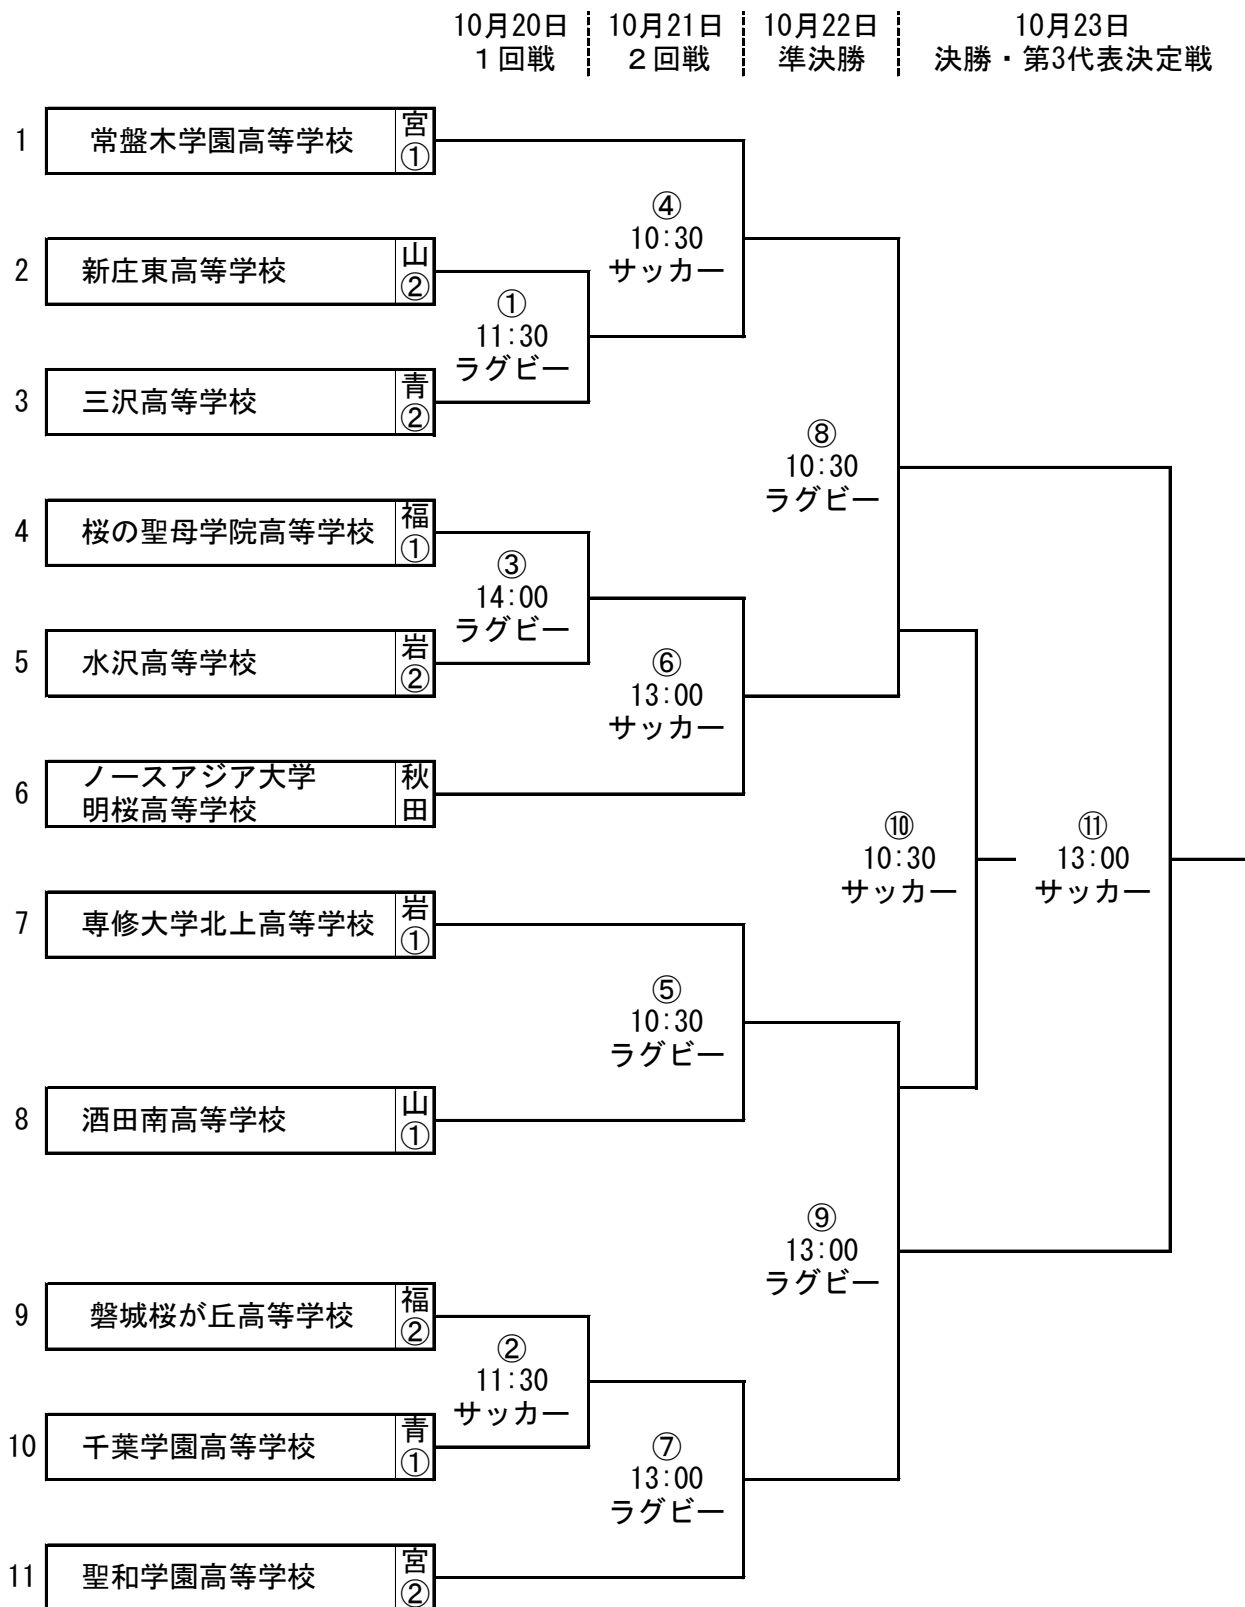 10月20日
1回戦
10月21日
2回戦
10月22日
準決勝
10月23日
決勝・第3代表決定戦
1
常盤木学園高等学校
宮
①
④
10:30
サッカー
2
新庄東高等学校
山
②
①
11:30
ラグビー
3
三沢高等学校
青
②
⑧
10:30
ラグビー
4
桜の聖母学院高等学校
福
①
③
14:00
ラグビー
5
水沢高等学校
岩
②
⑥
13:00
サッカー
6
ノースアジア大学
明桜高等学校
秋
田
⑩
10:30
サッカー
⑪
13:00
サッカー
7
専修大学北上高等学校
岩
①
⑤
10:30
ラグビー
8
酒田南高等学校
山
①
⑨
13:00
ラグビー
9
磐城桜が丘高等学校
福
②
②
11:30
サッカー
10
千葉学園高等学校
青
①
⑦
13:00
ラグビー
11
聖和学園高等学校
宮
②